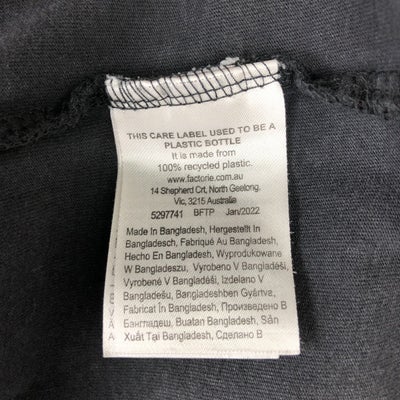 THIS CARE LABEL USED TO BE A
PLASTIC BOTTLE
It is made from
100% recycled plastic.
www.factorie.com.au
14 Shepherd Crt, North Geelong,
Vic, 3215 Australia
5297741 BFTP Jan/2022
Made In Bangladesh, Hergestellt In
Bangladesch, Fabriqué Au Bangladesh,
Hecho En Bangladesh, Wyprodukowane
W Bangladeszu, Vyrobeno V Bangladéši,
Vyrobené V Bangladéši, Izdelano V
Bangladešu, Bangladeshben Gyártva,
Fabricat În Bangladesh, Произведено В
Бангладеш, Buatan Bangladesh, Sản
Xuất Tại Bangladesh, Сделано В